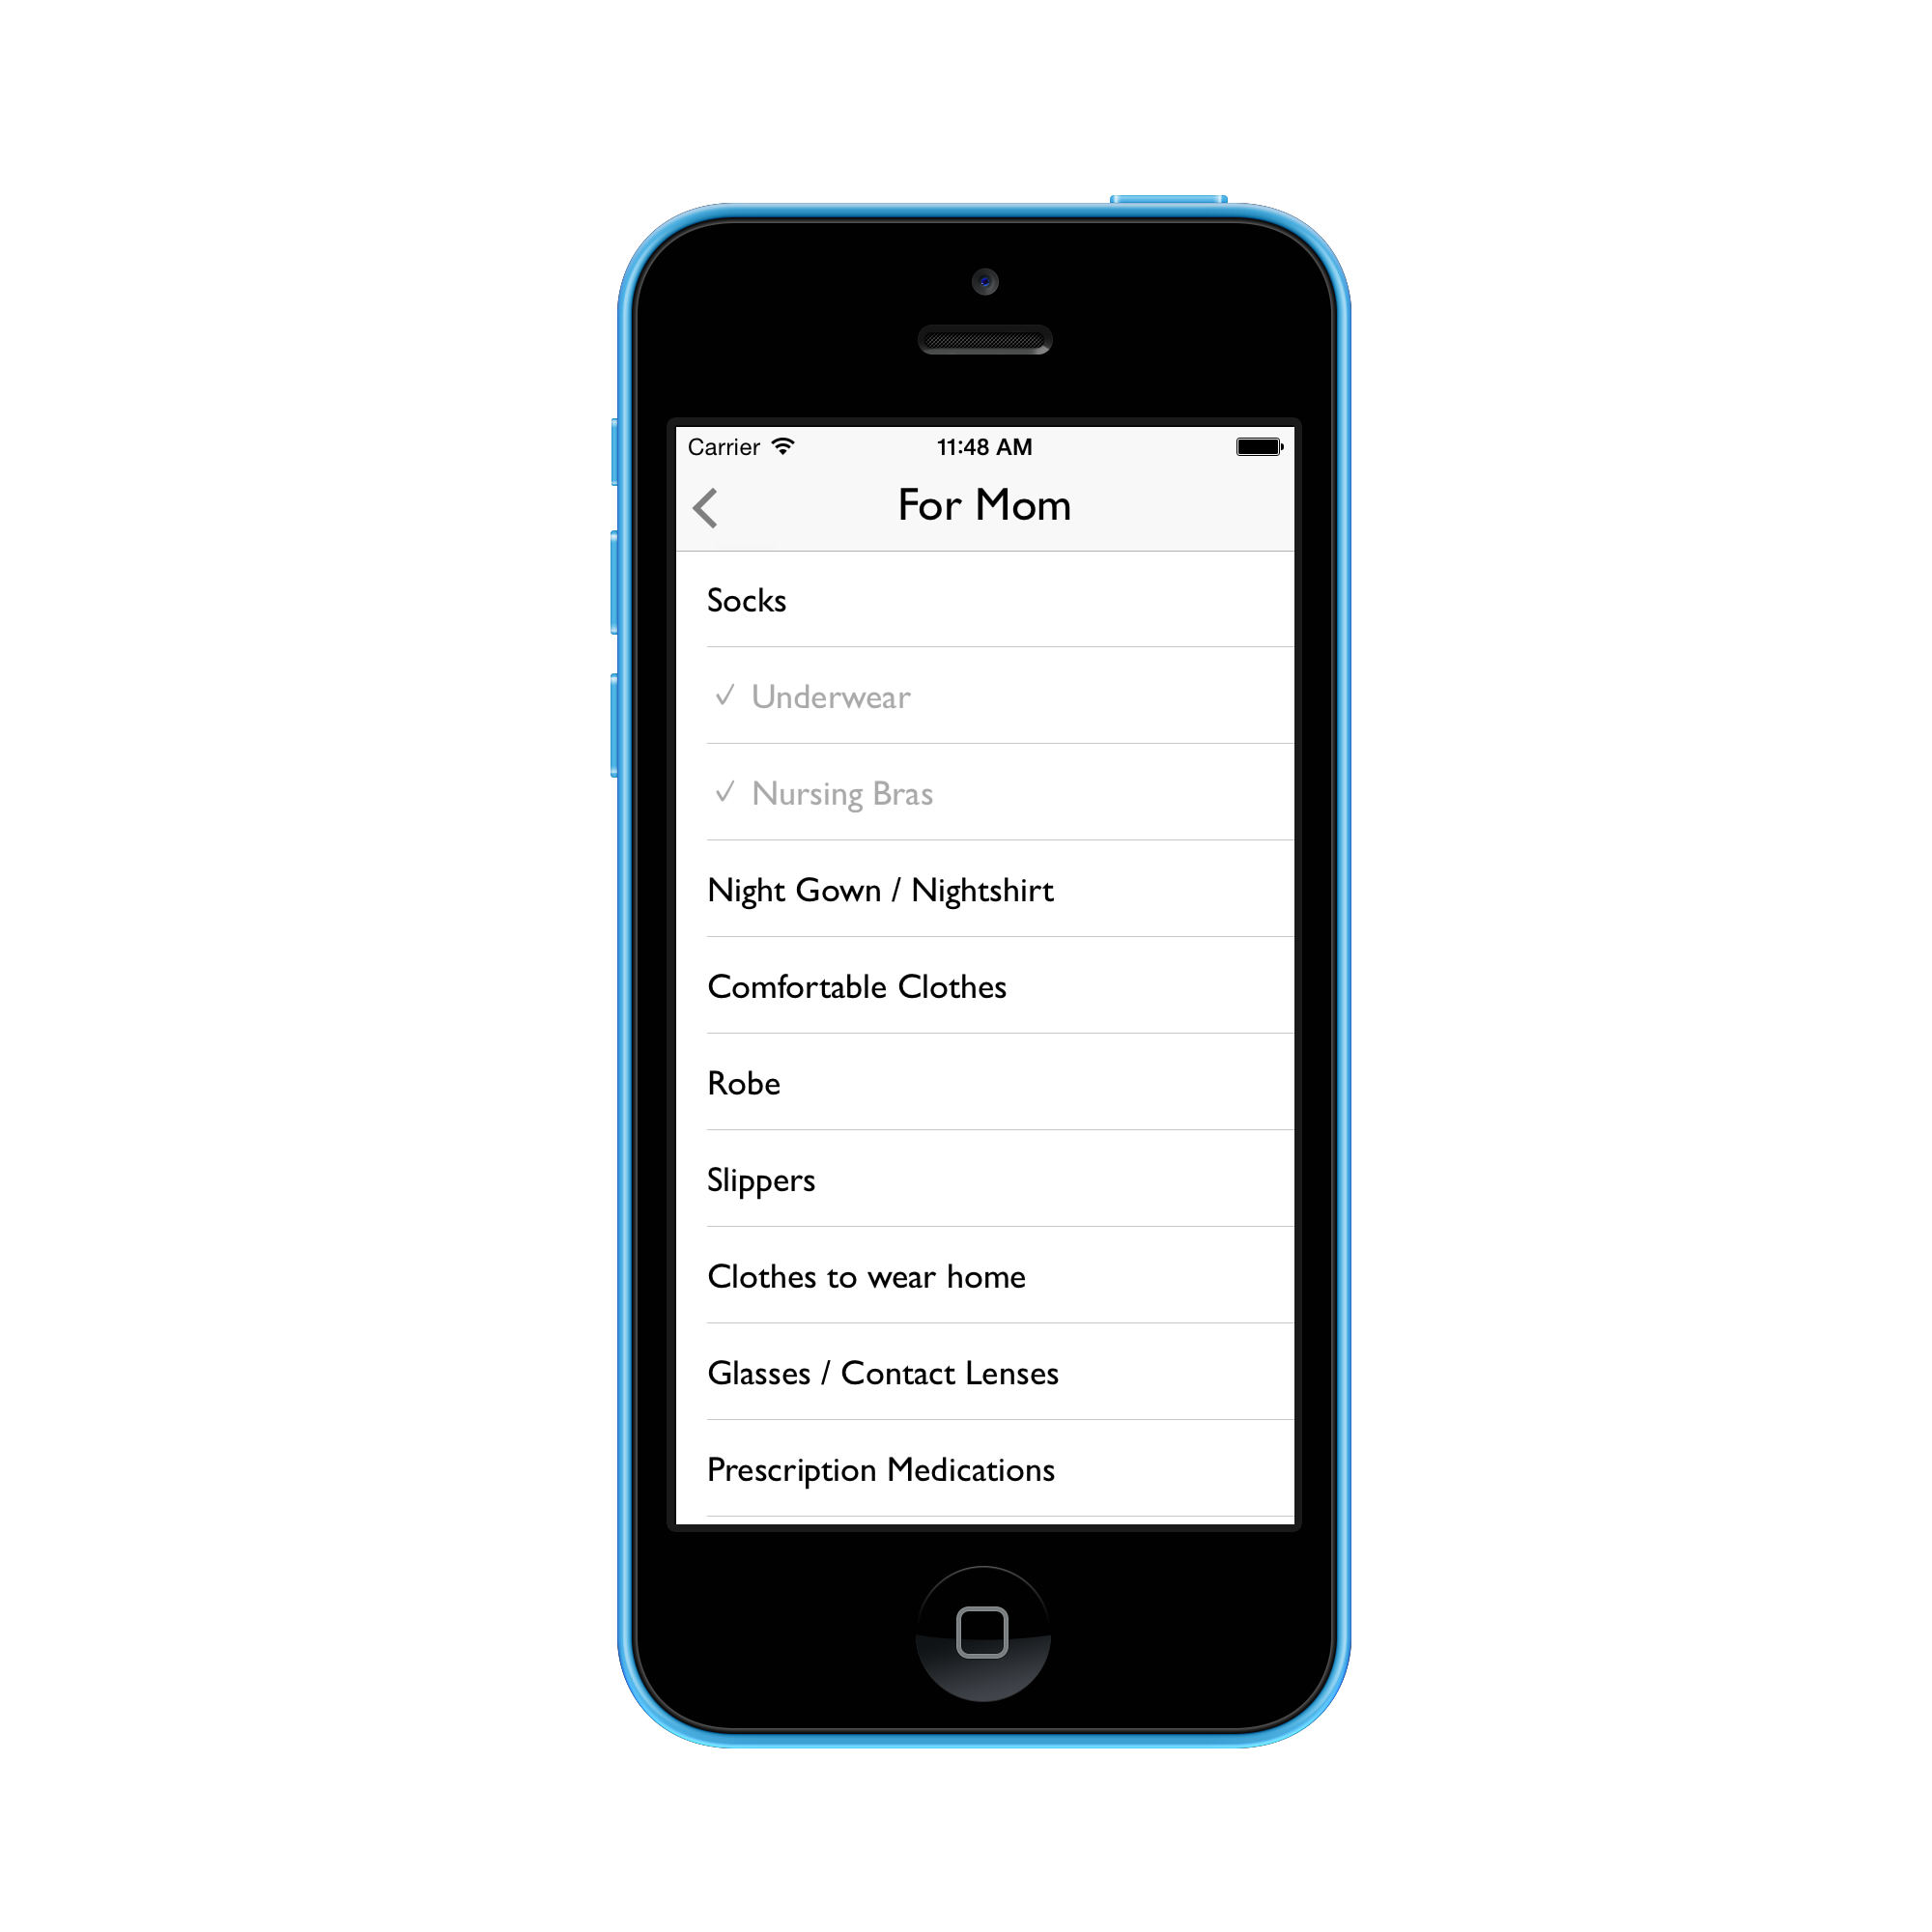 Carrier 11:48 AM
For Mom
Socks
✓ Underwear
✓ Nursing Bras
Night Gown / Nightshirt
Comfortable Clothes
Robe
Slippers
Clothes to wear home
Glasses / Contact Lenses
Prescription Medications